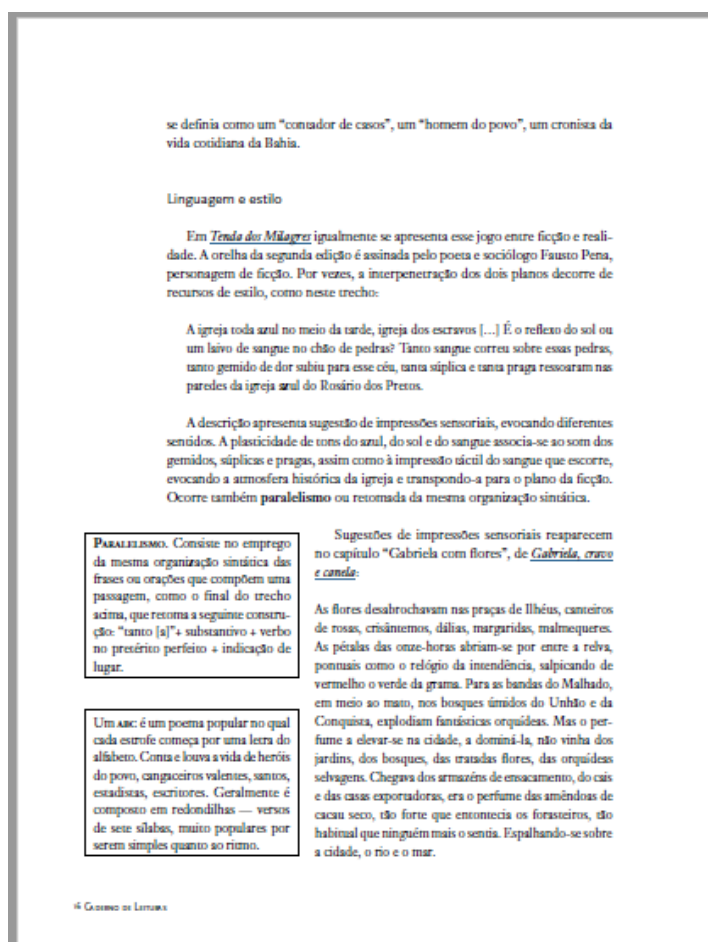 se definia como um “contador de casos”, um “homem do povo”, um cronista da
vida cotidiana da Bahia.
Linguagem e estilo
Em Tenda dos Milagres igualmente se apresenta esse jogo entre ficção e reali-
dade. A orelha da segunda edição é assinada pelo poeta e sociólogo Fausto Pena,
personagem de ficção. Por vezes, a interpenetração dos dois planos decorre de
recursos de estilo, como neste trecho:
A igreja toda azul no meio da tarde, igreja dos escravos [...] É o reflexo do sol ou
um laivo de sangue no chão de pedras? Tanto sangue correu sobre essas pedras,
tanto gemido de dor subiu para esse céu, tanta súplica e tanta praga ressoaram nas
paredes da igreja azul do Rosário dos Pretos.
A descrição apresenta sugestão de impressões sensoriais, evocando diferentes
sentidos. A plasticidade de tons do azul, do sol e do sangue associa-se ao som dos
gemidos, súplicas e pragas, assim como à impressão táctil do sangue que escorre,
evocando a atmosfera histórica da igreja e transpondo-a para o plano da ficção.
Ocorre também paralelismo ou retomada da mesma organização sintática.
PARALELISMO. Consiste no emprego
da mesma organização sintática das
frases ou orações que compõem uma
passagem, como o final do trecho
acima, que retoma a seguinte constru-
ção: “tanto [a]”+ substantivo + verbo
no pretérito perfeito + indicação de
lugar.
Um ABC é um poema popular no qual
cada estrofe começa por uma letra do
alfabeto. Conta e louva a vida de heróis
do povo, cangaceiros valentes, santos,
estadistas, escritores. Geralmente é
composto em redondilhas — versos
de sete sílabas, muito populares por
serem simples quanto ao ritmo.
Sugestões de impressões sensoriais reaparecem
no capítulo “Gabriela com flores”, de Gabriela, cravo
e canela:
As flores desabrochavam nas praças de Ilhéus, canteiros
de rosas, crisântemos, dálias, margaridas, malmequeres.
As pétalas das onze-horas abriam-se por entre a relva,
pontuais como o relógio da intendência, salpicando de
vermelho o verde da grama. Para as bandas do Malhado,
em meio ao mato, nos bosques úmidos do Unhão e da
Conquista, explodiam fantásticas orquídeas. Mas o per-
fume a elevar-se na cidade, a dominá-la, não vinha dos
jardins, dos bosques, das tratadas flores, das orquídeas
selvagens. Chegava dos armazéns de ensacamento, do cais
e das casas exportadoras, era o perfume das amêndoas de
cacau seco, tão forte que entontecia os forasteiros, tão
habitual que ninguém mais o sentia. Espalhando-se sobre
a cidade, o rio e o mar.
16 CADERNO DE LEITURAS